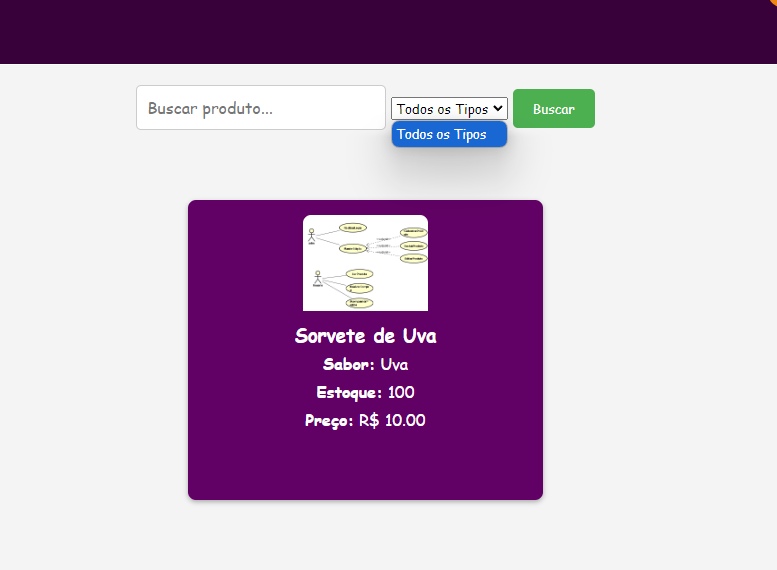 Buscar produto...
Todos os Tipos
Buscar
Todos os Tipos
Sorvete de Uva
Sabor: Uva
Estoque: 100
Preço: R$ 10.00